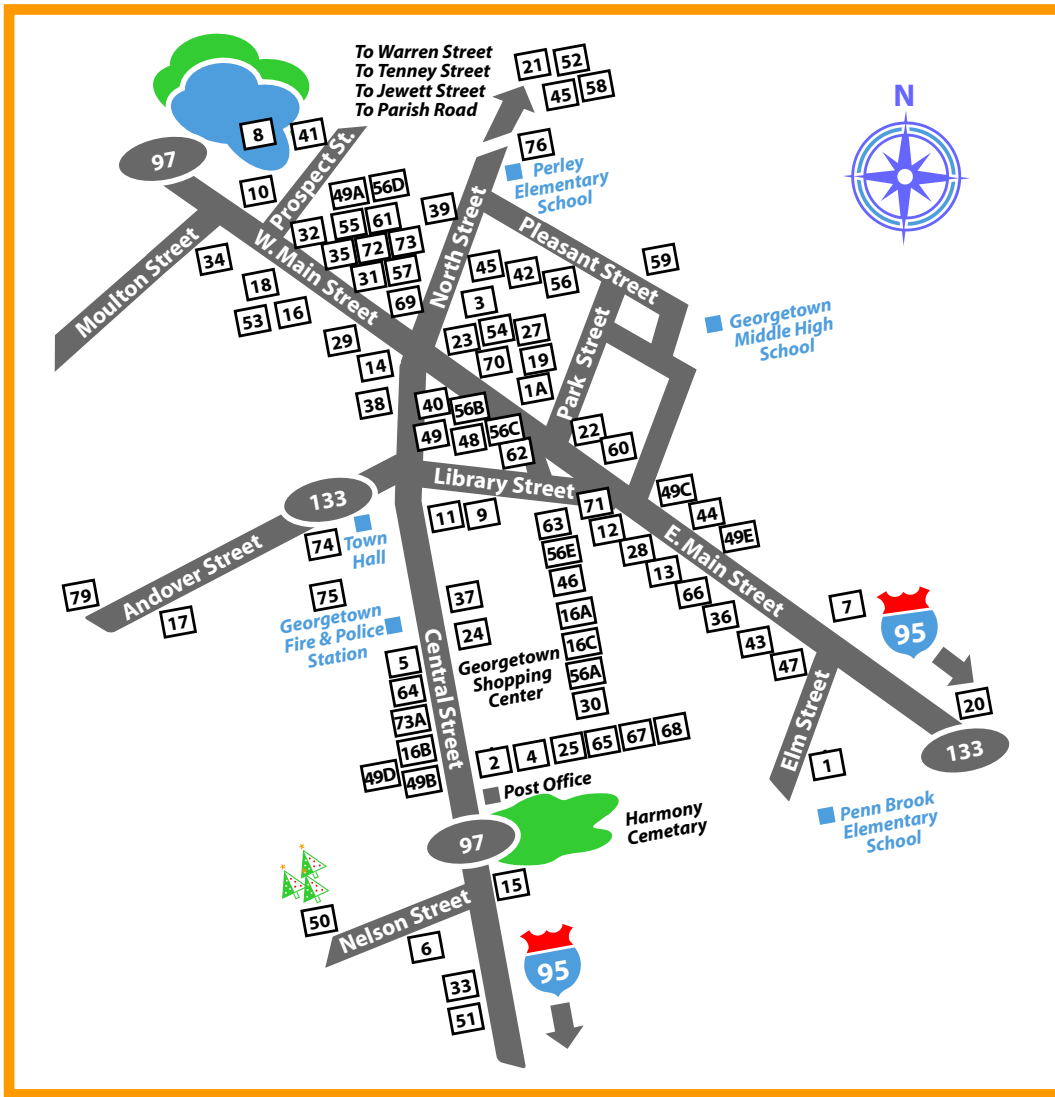 To Warren Street
To Tenney Street
To Jewett Street
To Parish Road
21
52
45
58
N
8
41
97
Prospect St.
76
Perley
Elementary
School
10
49A
56D
39
32
55
61
35
72
73
31
57
69
W. Main Street
North Street
Pleasant Street
59
Moulton Street
34
18
53
16
29
14
38
45
42
56
3
23
54
27
70
19
1A
Park Street
Georgetown
Middle High
School
40
56B
49
48
56C
62
22
60
Library Street
133
Town
Hall
74
11
9
71
63
12
56E
28
46
13
16A
66
16C
36
56A
43
30
47
49C
44
49E
E. Main Street
7
95
20
133
Andover Street
79
17
75
Georgetown
Fire & Police
Station
37
24
Georgetown
Shopping
Center
Central Street
5
64
73A
16B
49D
49B
2
4
25
65
67
68
Post Office
Elm Street
1
Penn Brook
Elementary
School
Harmony
Cemetary
97
15
50
Nelson Street
6
33
51
95